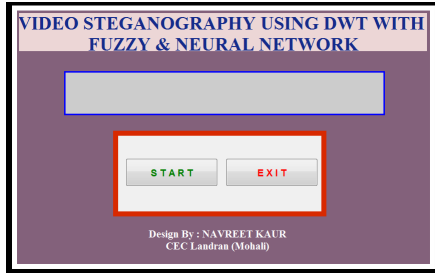 VIDEO STEGANOGRAPHY USING DWT WITH
FUZZY & NEURAL NETWORK
START EXIT
Design By : NAVREET KAUR
CEC Landran (Mohali)